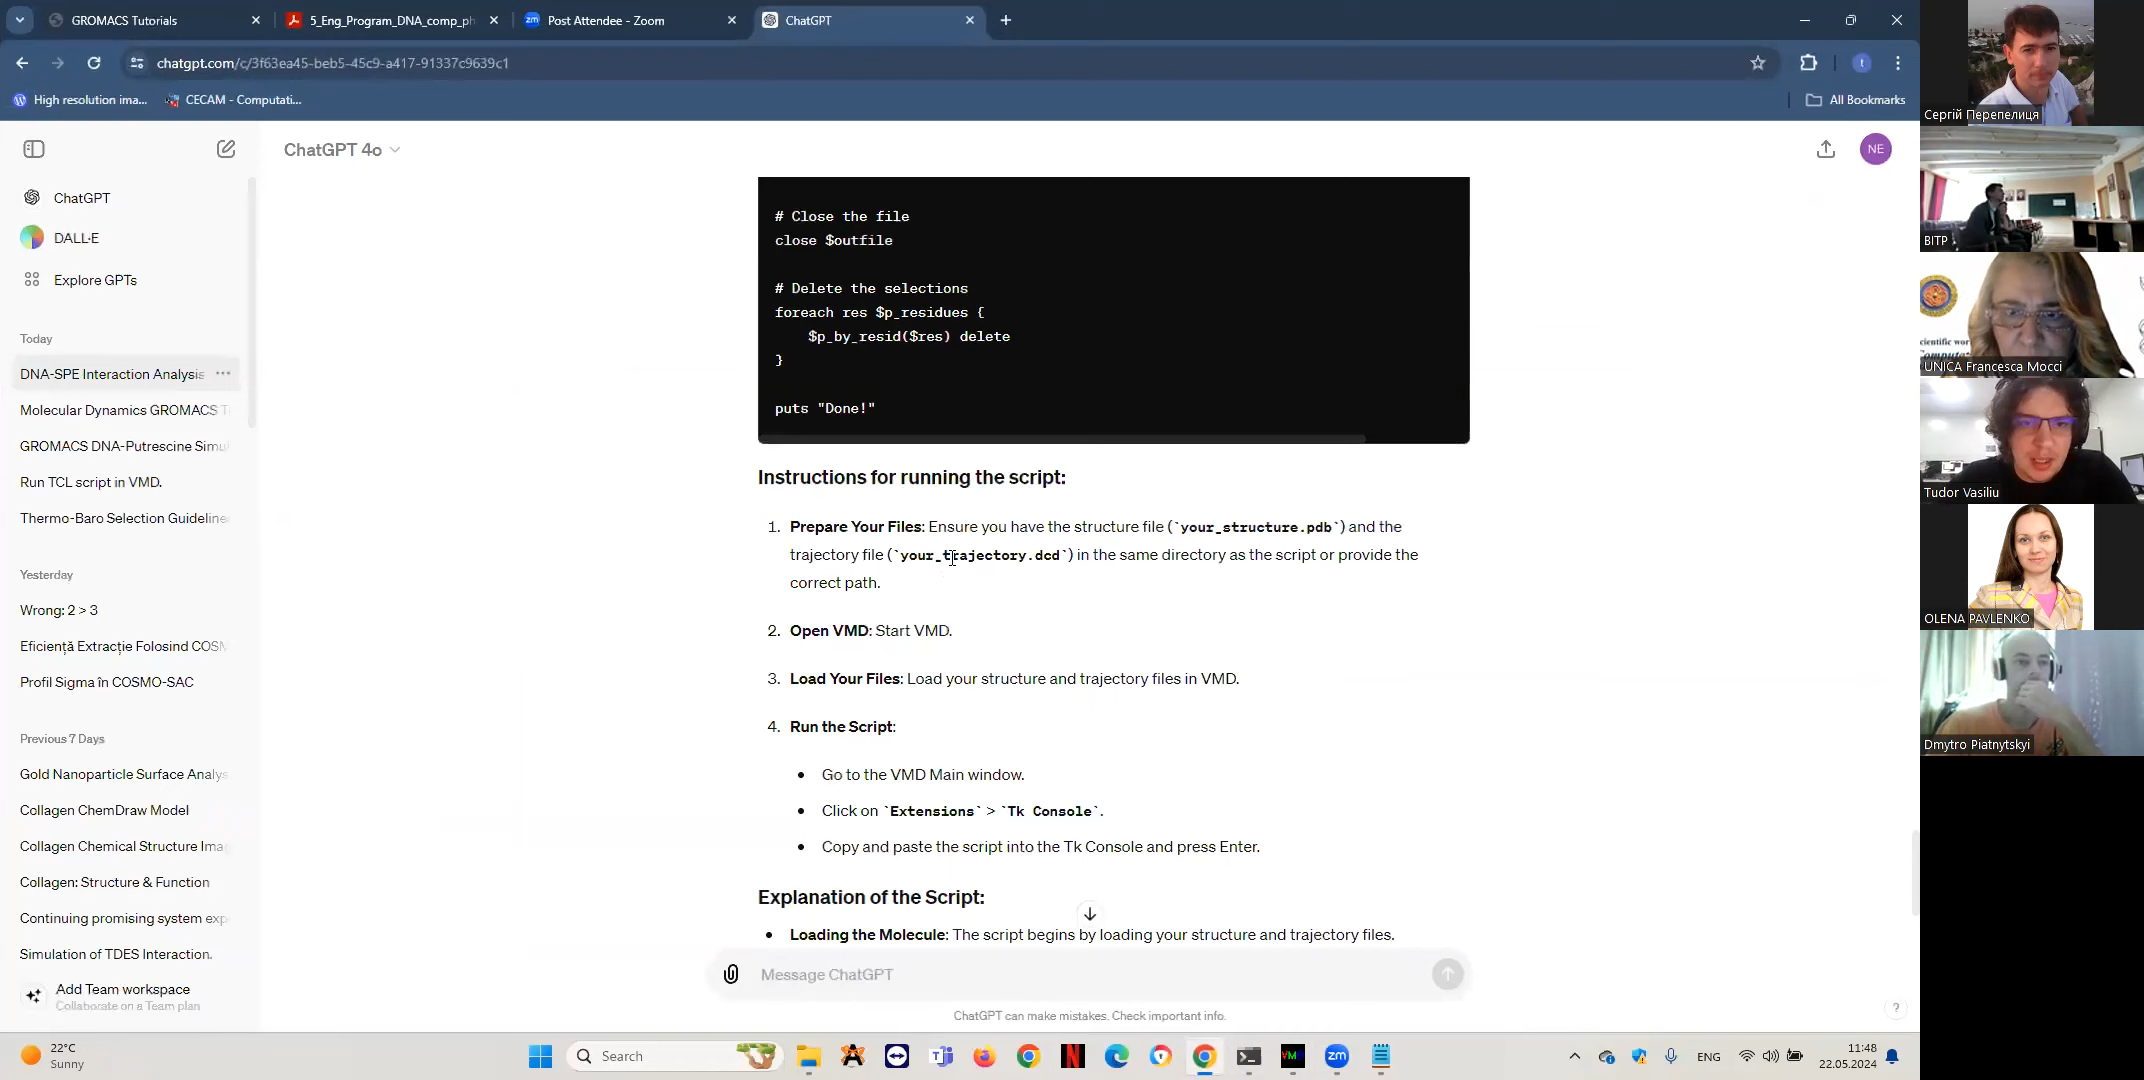 GROMACS Tutorials
5_Eng_Program_DNA_comp_ph
Post Attendee - Zoom
ChatGPT
chatgpt.com/c/3f63ea45-beb5-45c9-a417-91337c9639c1
High resolution ima...
CECAM - Computati...
All Bookmarks
ChatGPT 4o
NE
ChatGPT
DALL·E
Explore GPTs
Today
DNA-SPE Interaction Analysis
Molecular Dynamics GROMACS T
GROMACS DNA-Putrescine Simu
Run TCL script in VMD.
Thermo-Baro Selection Guideline
Yesterday
Wrong: 2 > 3
Eficiență Extracție Folosind COSM
Profil Sigma în COSMO-SAC
Previous 7 Days
Gold Nanoparticle Surface Analys
Collagen ChemDraw Model
Collagen Chemical Structure Ima
Collagen: Structure & Function
Continuing promising system exp
Simulation of TDES Interaction.
Add Team workspace
Collaborate on a Team plan
# Close the file
close $outfile
# Delete the selections
foreach res $p_residues {
$p_by_resid($res) delete
}
puts "Done!"
Instructions for running the script:
1. Prepare Your Files: Ensure you have the structure file (`your_structure.pdb`) and the
trajectory file (`your_trajectory.dcd`) in the same directory as the script or provide the
correct path.
2. Open VMD: Start VMD.
3. Load Your Files: Load your structure and trajectory files in VMD.
4. Run the Script:
• Go to the VMD Main window.
• Click on `Extensions` > `Tk Console`.
• Copy and paste the script into the Tk Console and press Enter.
Explanation of the Script:
• Loading the Molecule: The script begins by loading your structure and trajectory files.
Message ChatGPT
ChatGPT can make mistakes. Check important info.
?
22°C
Sunny
Search
ENG
11:48
22.05.2024
Сергій Перепелиця
BITP
UNICA Francesca Mocci
Tudor Vasiliu
OLENA PAVLENKO
Dmytro Piatnytskyi